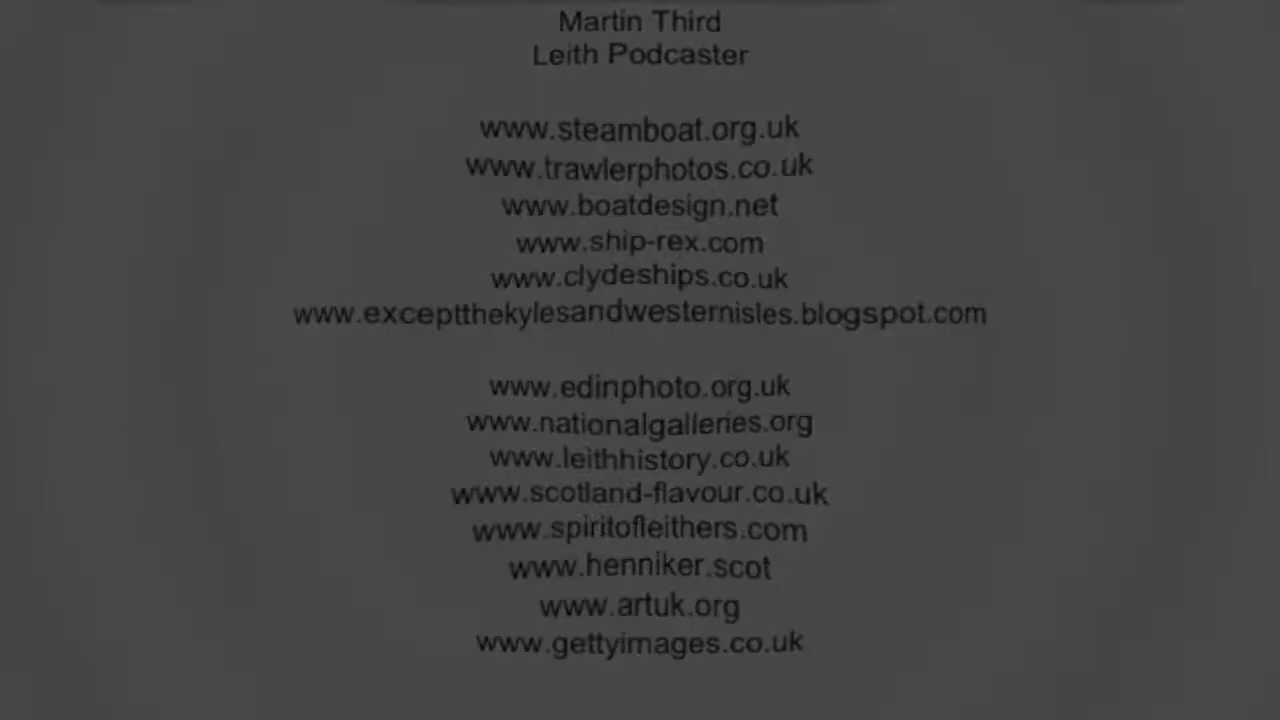 Martin Third
Leith Podcaster
www.steamboat.org.uk
www.trawlerphotos.co.uk
www.boatdesign.net
www.ship-rex.com
www.clydeships.co.uk
www.exceptthekylesandwesternisles.blogspot.com
www.edinphoto.org.uk
www.nationalgalleries.org
www.leithhistory.co.uk
www.scotland-flavour.co.uk
www.spiritofleithers.com
www.henniker.scot
www.artuk.org
www.gettyimages.co.uk